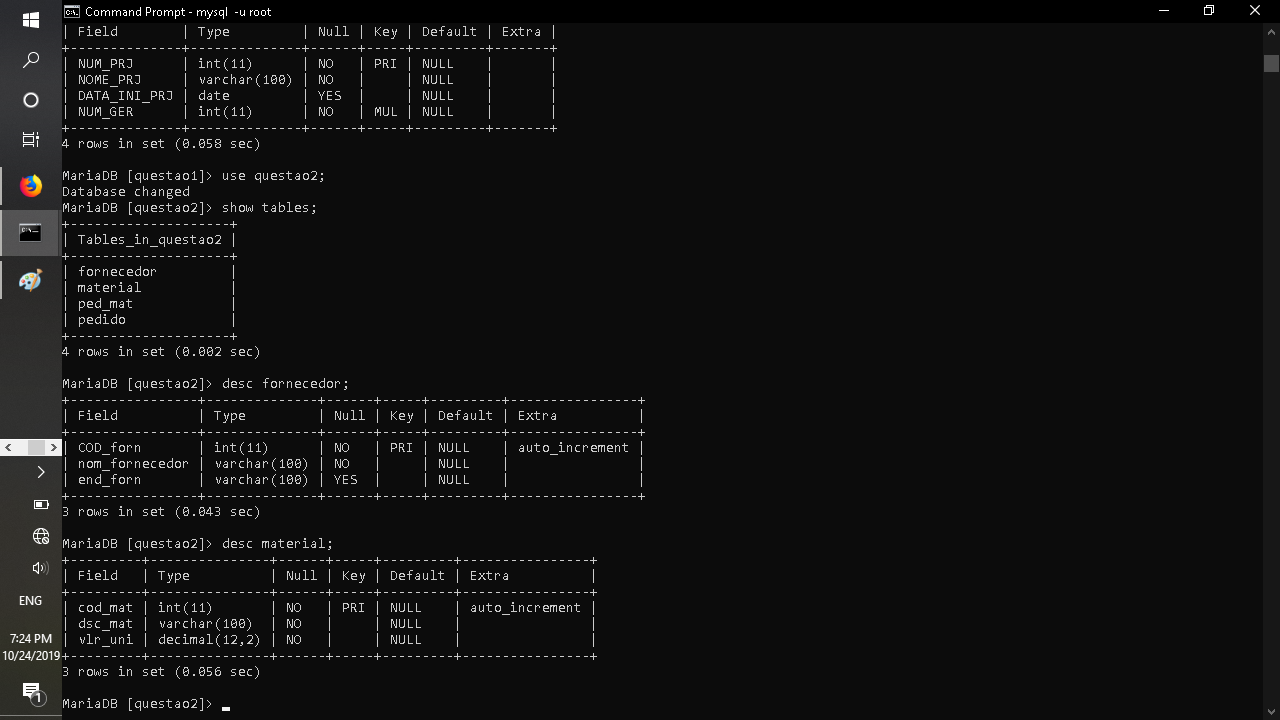 Command Prompt - mysql  -u root
| Field        | Type         | Null | Key | Default | Extra |
+--------------+--------------+------+-----+---------+-------+
| NUM_PRJ      | int(11)      | NO   | PRI | NULL    |       |
| NOME_PRJ     | varchar(100) | NO   |     | NULL    |       |
| DATA_INI_PRJ | date         | YES  |     | NULL    |       |
| NUM_GER      | int(11)      | NO   | MUL | NULL    |       |
+--------------+--------------+------+-----+---------+-------+
4 rows in set (0.058 sec)
MariaDB [questao1]> use questao2;
Database changed
MariaDB [questao2]> show tables;
+--------------------+
| Tables_in_questao2 |
+--------------------+
| fornecedor         |
| material           |
| ped_mat            |
| pedido             |
+--------------------+
4 rows in set (0.002 sec)
MariaDB [questao2]> desc fornecedor;
+----------------+--------------+------+-----+---------+----------------+
| Field          | Type         | Null | Key | Default | Extra          |
+----------------+--------------+------+-----+---------+----------------+
| COD_forn       | int(11)      | NO   | PRI | NULL    | auto_increment |
| nom_fornecedor | varchar(100) | NO   |     | NULL    |                |
| end_forn       | varchar(100) | YES  |     | NULL    |                |
+----------------+--------------+------+-----+---------+----------------+
3 rows in set (0.043 sec)
MariaDB [questao2]> desc material;
+---------+---------------+------+-----+---------+----------------+
| Field   | Type          | Null | Key | Default | Extra          |
+---------+---------------+------+-----+---------+----------------+
| cod_mat | int(11)       | NO   | PRI | NULL    | auto_increment |
| dsc_mat | varchar(100)  | NO   |     | NULL    |                |
| vlr_uni | decimal(12,2) | NO   |     | NULL    |                |
+---------+---------------+------+-----+---------+----------------+
3 rows in set (0.056 sec)
MariaDB [questao2]> _
ENG
7:24 PM
10/24/2019
1